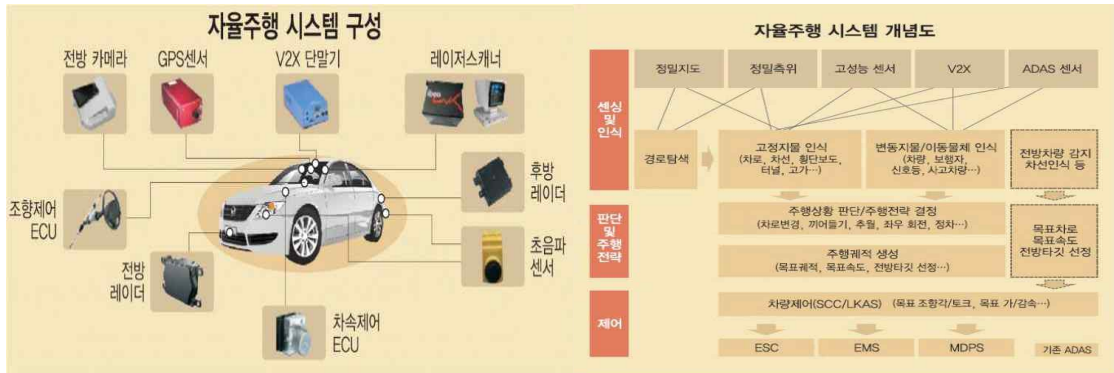 자율주행 시스템 구성
전방 카메라
GPS센서
V2X 단말기
레이저스캐너
후방
레이더
조향제어
ECU
초음파
센서
전방
레이더
차속제어
ECU
자율주행 시스템 개념도
센싱
및
인식
정밀지도
정밀측위
고성능 센서
V2X
ADAS 센서
경로탐색
고정지물 인식
(차로, 차선, 횡단보도,
터널, 고가…)
변동지물/이동물체 인식
(차량, 보행자,
신호등, 사고차량…)
전방차량 감지
차선인식 등
판단
및
주행
전략
주행상황 판단/주행전략 결정
(차로변경, 끼어들기, 추월, 좌우 회전, 정차…)
주행궤적 생성
(목표궤적, 목표속도, 전방타깃 선정…)
목표차로
목표속도
전방타깃 선정
제어
차량제어(SCC/LKAS) (목표 조향각/토크, 목표 가/감속…)
ESC
EMS
MDPS
기존 ADAS